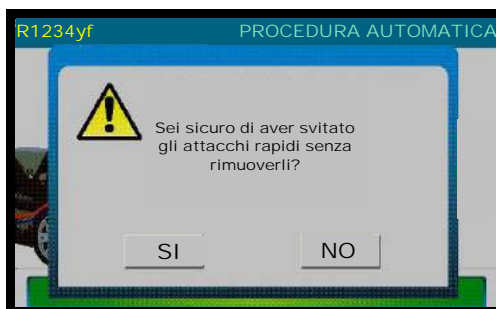 R1234yf PROCEDURA AUTOMATICA
Sei sicuro di aver svitato
gli attacchi rapidi senza
rimuoverli?
SI NO